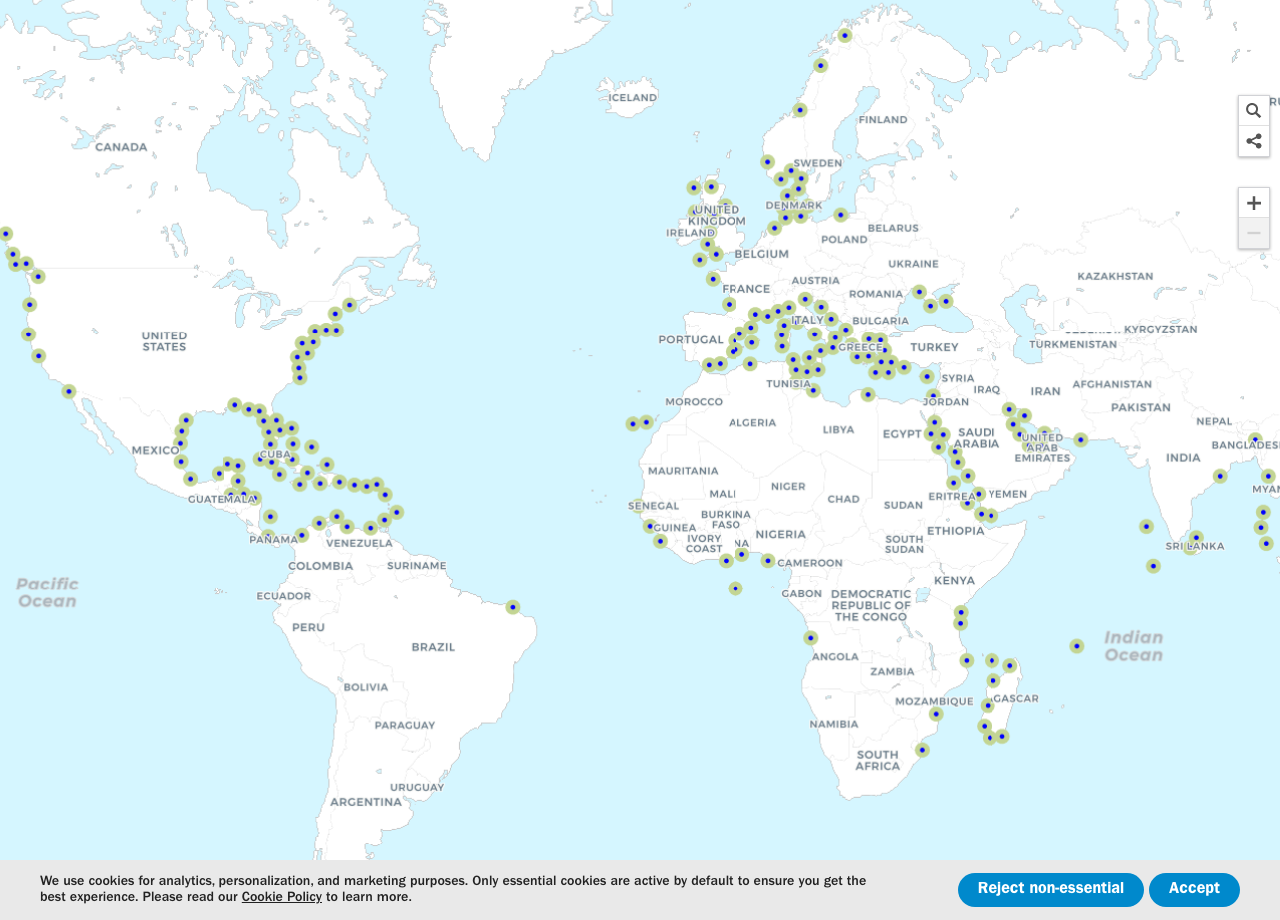 ICELAND
FINLAND
CANADA
SWEDEN
DENMARK
UNITED
KINGDOM
IRELAND
BELARUS
POLAND
BELGIUM
UKRAINE
KAZAKHSTAN
AUSTRIA
FRANCE
ROMANIA
ITALY
BULGARIA
KYRGYZSTAN
UNITED
STATES
PORTUGAL
GREECE
TURKEY
TURKMENISTAN
TUNISIA
SYRIA
AFGHANISTAN
IRAQ
IRAN
MOROCCO
JORDAN
PAKISTAN
ALGERIA
LIBYA
EGYPT
SAUDI
ARABIA
NEPAL
UNITED
ARAB
EMIRATES
BANGLADESH
MEXICO
CUBA
INDIA
MAURITANIA
NIGER
MALI
CHAD
ERITREA
YEMEN
MYAN
GUATEMALA
SENEGAL
SUDAN
BURKINA
FASO
GUINEA
NIGERIA
ETHIOPIA
IVORY
COAST
NA
SOUTH
SUDAN
PANAMA
VENEZUELA
SRI LANKA
COLOMBIA
SURINAME
CAMEROON
KENYA
Pacific
Ocean
ECUADOR
GABON
DEMOCRATIC
REPUBLIC OF
THE CONGO
PERU
BRAZIL
Indian
Ocean
ANGOLA
ZAMBIA
BOLIVIA
MOZAMBIQUE
GASCAR
PARAGUAY
NAMIBIA
SOUTH
AFRICA
URUGUAY
ARGENTINA
We use cookies for analytics, personalization, and marketing purposes. Only essential cookies are active by default to ensure you get the
best experience. Please read our Cookie Policy to learn more.
Reject non-essential
Accept